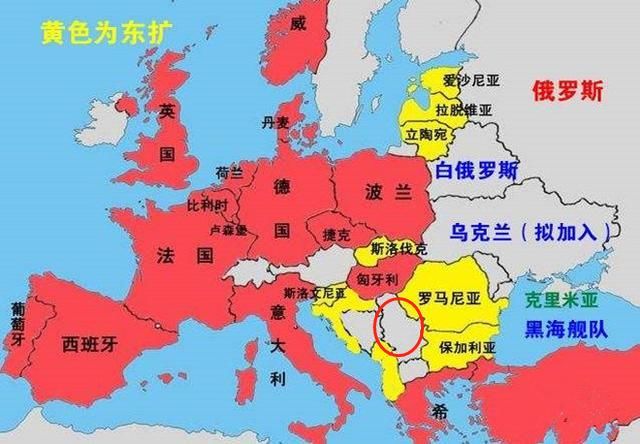 黄色为东扩
威
爱沙尼亚
俄罗斯
英国
丹麦
拉脱维亚
立陶宛
荷兰
德国
波兰
白俄罗斯
比利时
卢森堡
捷克
乌克兰（拟加入）
法国
斯洛伐克
匈牙利
斯洛文尼亚
罗马尼亚
克里米亚
葡萄牙
西班牙
意大利
黑海舰队
保加利亚
希